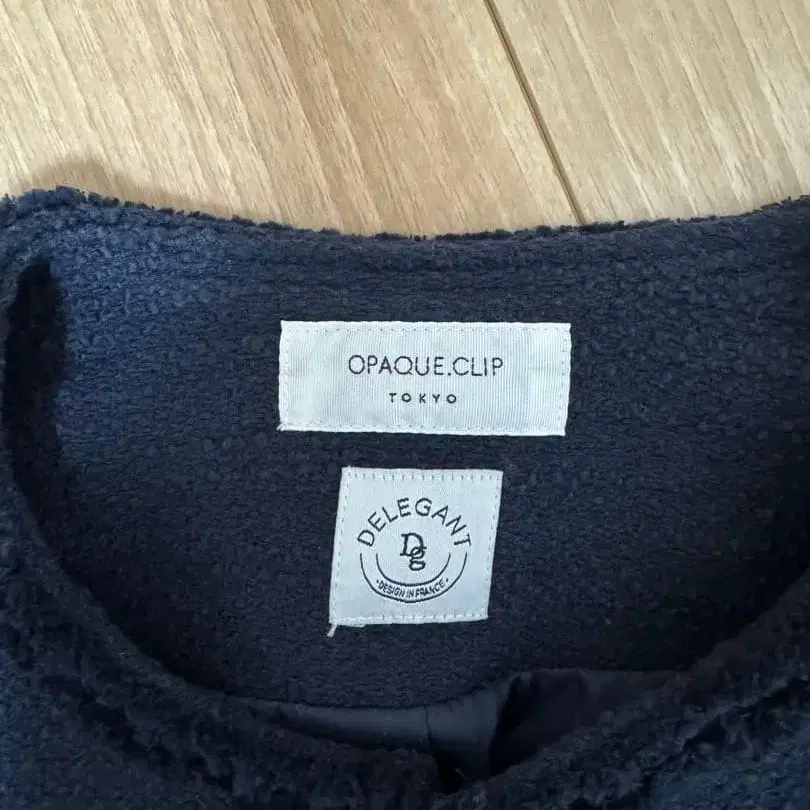 OPAQUE.CLIP
TOKYO
DELEGANT
Dg
·DESIGN IN FRANCE·